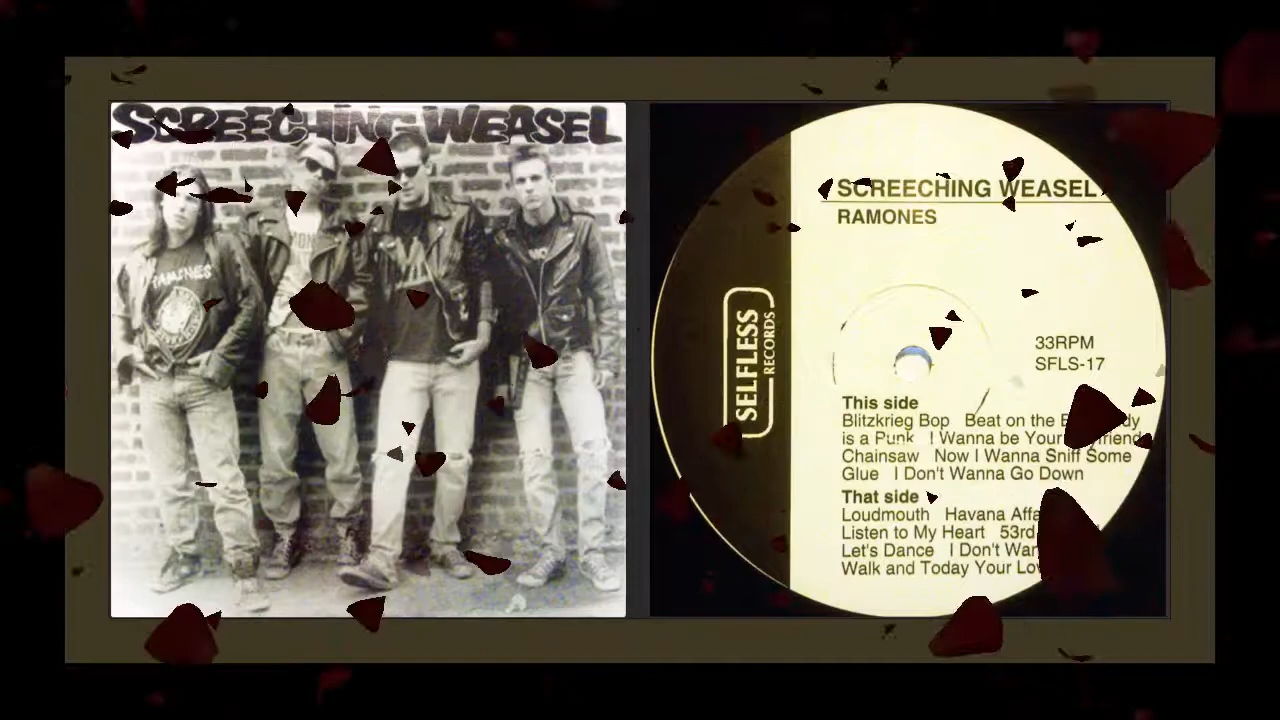 SCREECHING WEASEL
RAMONES
SCREECHING WEASEL
RAMONES
SELFLESS
RECORDS
33RPM
SFLS-17
This side
Blitzkrieg Bop Beat on the
is a Punk I Wanna be Your
Chainsaw Now I Wanna Sniff Some
Glue I Don't Wanna Go Down
That side
Loudmouth Havana
Listen to My Heart 53rd
Let's Dance I Don't
Walk and Today Your